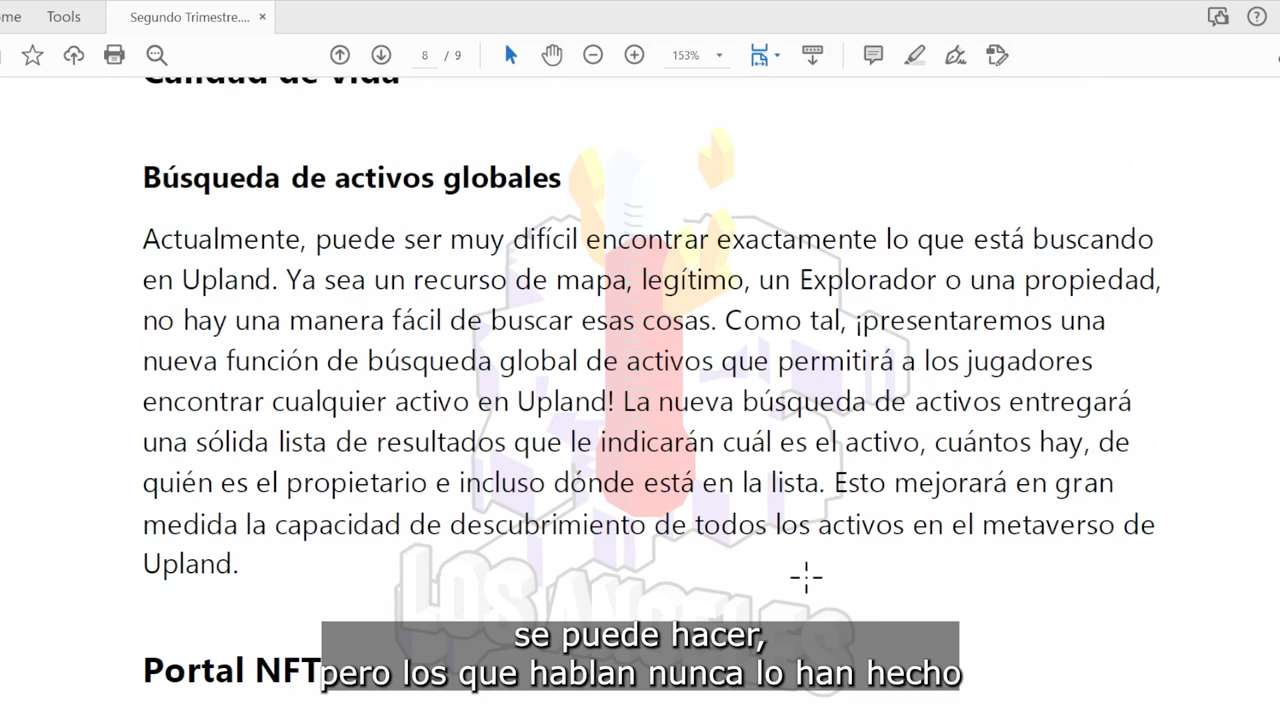 ome Tools Segundo Trimestre.... ×
8 / 9 153%
Calidad de vida
Búsqueda de activos globales
Actualmente, puede ser muy difícil encontrar exactamente lo que está buscando
en Upland. Ya sea un recurso de mapa, legítimo, un Explorador o una propiedad,
no hay una manera fácil de buscar esas cosas. Como tal, ¡presentaremos una
nueva función de búsqueda global de activos que permitirá a los jugadores
encontrar cualquier activo en Upland! La nueva búsqueda de activos entregará
una sólida lista de resultados que le indicarán cuál es el activo, cuántos hay, de
quién es el propietario e incluso dónde está en la lista. Esto mejorará en gran
medida la capacidad de descubrimiento de todos los activos en el metaverso de
Upland.
LOS ANGELES
se puede hacer,
Portal NFT
pero los que hablan nunca lo han hecho